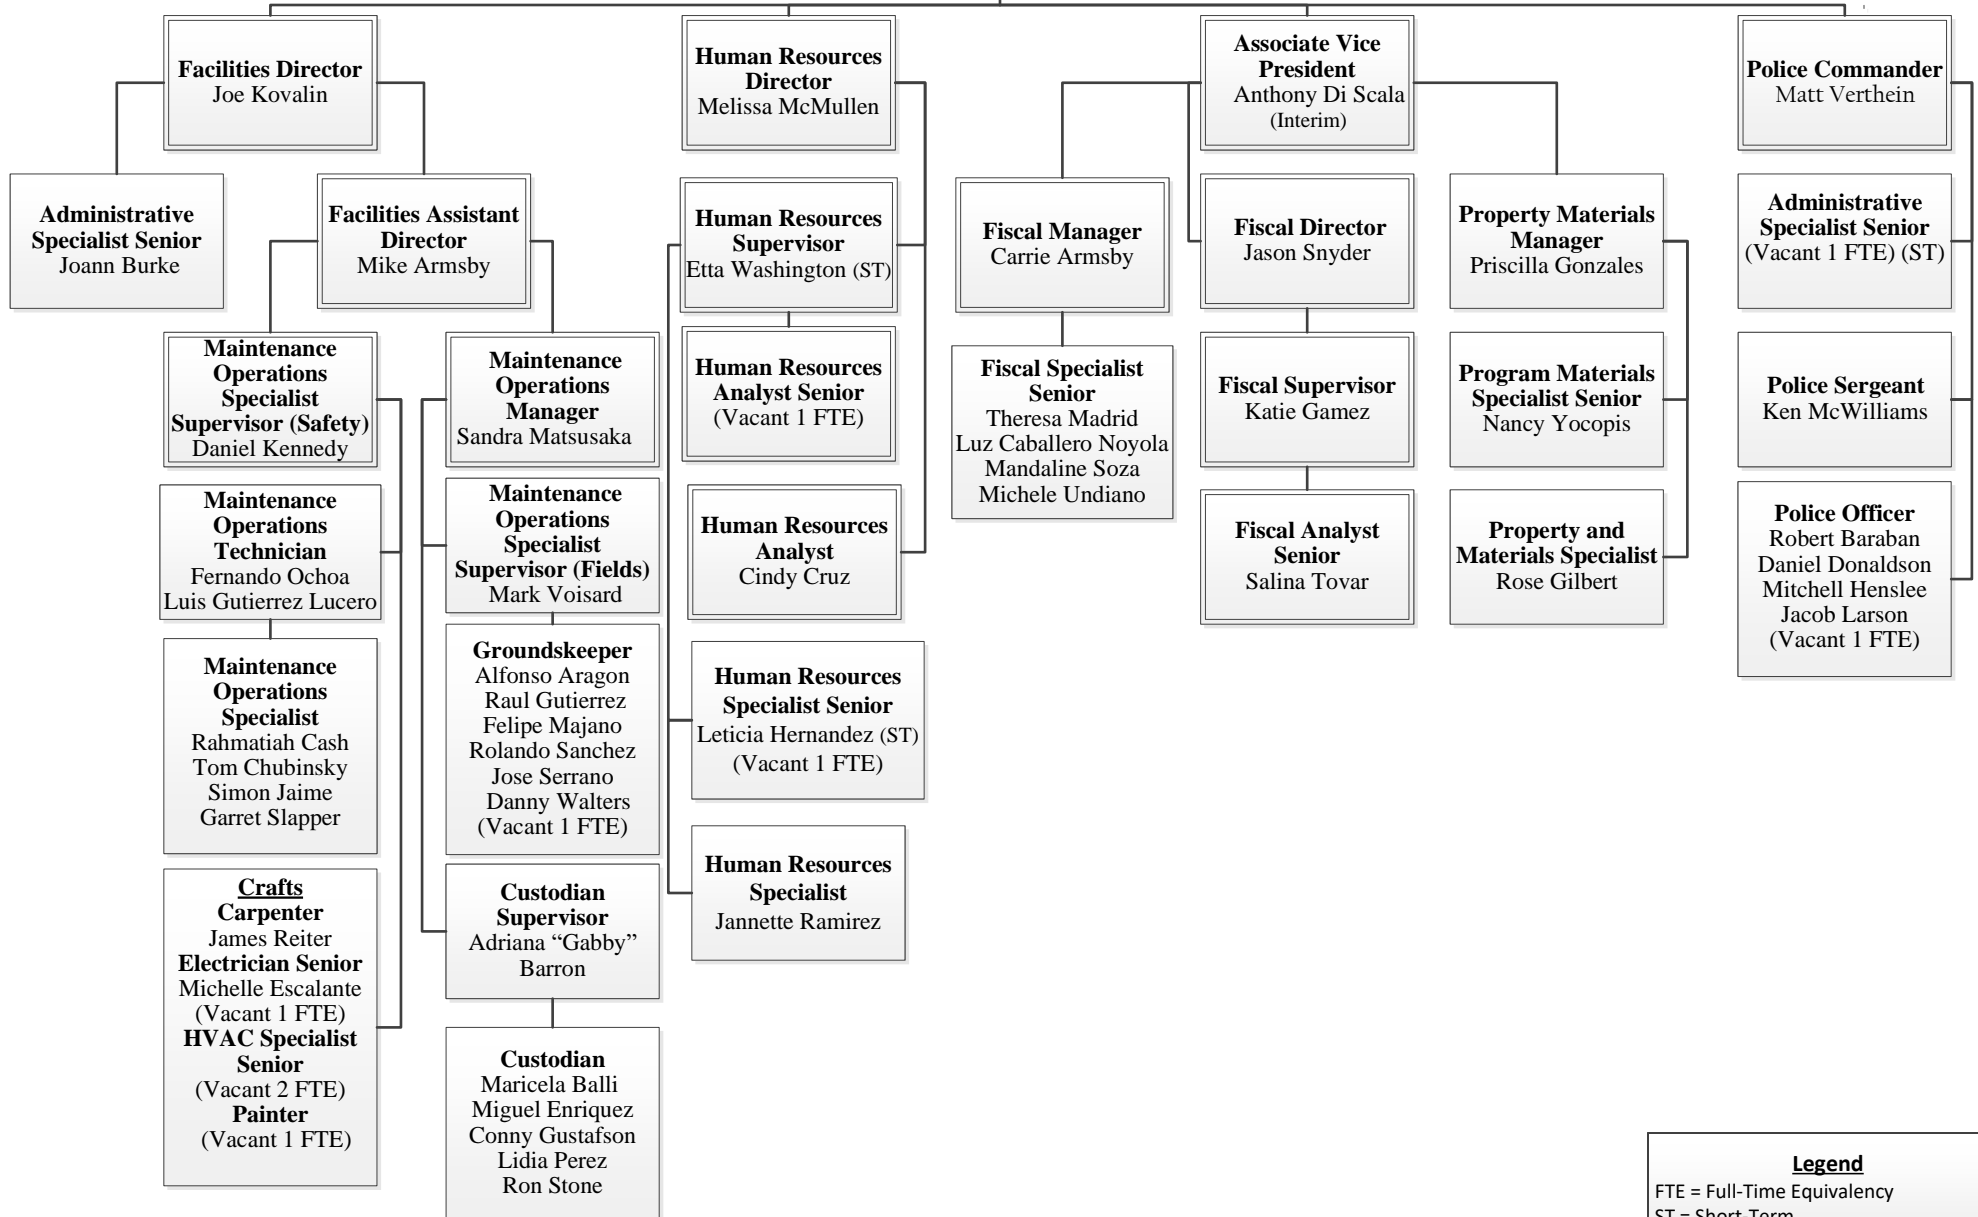 Facilities Director
Joe Kovalin
Human Resources
Director
Melissa McMullen
Associate Vice
President
Anthony Di Scala
(Interim)
Police Commander
Matt Verthein
Administrative
Specialist Senior
Joann Burke
Facilities Assistant
Director
Mike Armsby
Human Resources
Supervisor
Etta Washington (ST)
Fiscal Manager
Carrie Armsby
Fiscal Director
Jason Snyder
Property Materials
Manager
Priscilla Gonzales
Administrative
Specialist Senior
(Vacant 1 FTE) (ST)
Maintenance
Operations
Specialist
Supervisor (Safety)
Daniel Kennedy
Maintenance
Operations
Manager
Sandra Matsusaka
Human Resources
Analyst Senior
(Vacant 1 FTE)
Fiscal Specialist
Senior
Theresa Madrid
Luz Caballero Noyola
Mandaline Soza
Michele Undiano
Fiscal Supervisor
Katie Gamez
Program Materials
Specialist Senior
Nancy Yocopis
Police Sergeant
Ken McWilliams
Maintenance
Operations
Technician
Fernando Ochoa
Luis Gutierrez Lucero
Maintenance
Operations
Specialist
Supervisor (Fields)
Mark Voisard
Human Resources
Analyst
Cindy Cruz
Fiscal Analyst
Senior
Salina Tovar
Property and
Materials Specialist
Rose Gilbert
Police Officer
Robert Baraban
Daniel Donaldson
Mitchell Henslee
Jacob Larson
(Vacant 1 FTE)
Maintenance
Operations
Specialist
Rahmatiah Cash
Tom Chubinsky
Simon Jaime
Garret Slapper
Groundskeeper
Alfonso Aragon
Raul Gutierrez
Felipe Majano
Rolando Sanchez
Jose Serrano
Danny Walters
(Vacant 1 FTE)
Human Resources
Specialist Senior
Leticia Hernandez (ST)
(Vacant 1 FTE)
Crafts
Carpenter
James Reiter
Electrician Senior
Michelle Escalante
(Vacant 1 FTE)
HVAC Specialist
Senior
(Vacant 2 FTE)
Painter
(Vacant 1 FTE)
Custodian
Supervisor
Adriana “Gabby”
Barron
Human Resources
Specialist
Jannette Ramirez
Custodian
Maricela Balli
Miguel Enriquez
Conny Gustafson
Lidia Perez
Ron Stone
Legend
FTE = Full-Time Equivalency
ST = Short-Term